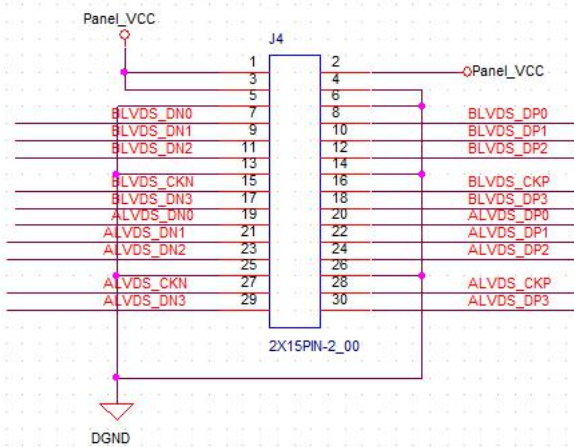 Panel_VCC
J4
1 2
3 4 Panel_VCC
5 6
BLVDS_DN0 7 8 BLVDS_DP0
BLVDS_DN1 9 10 BLVDS_DP1
BLVDS_DN2 11 12 BLVDS_DP2
13 14
BLVDS_CKN 15 16 BLVDS_CKP
BLVDS_DN3 17 18 BLVDS_DP3
ALVDS_DN0 19 20 ALVDS_DP0
ALVDS_DN1 21 22 ALVDS_DP1
ALVDS_DN2 23 24 ALVDS_DP2
25 26
ALVDS_CKN 27 28 ALVDS_CKP
ALVDS_DN3 29 30 ALVDS_DP3
2X15PIN-2_00
DGND